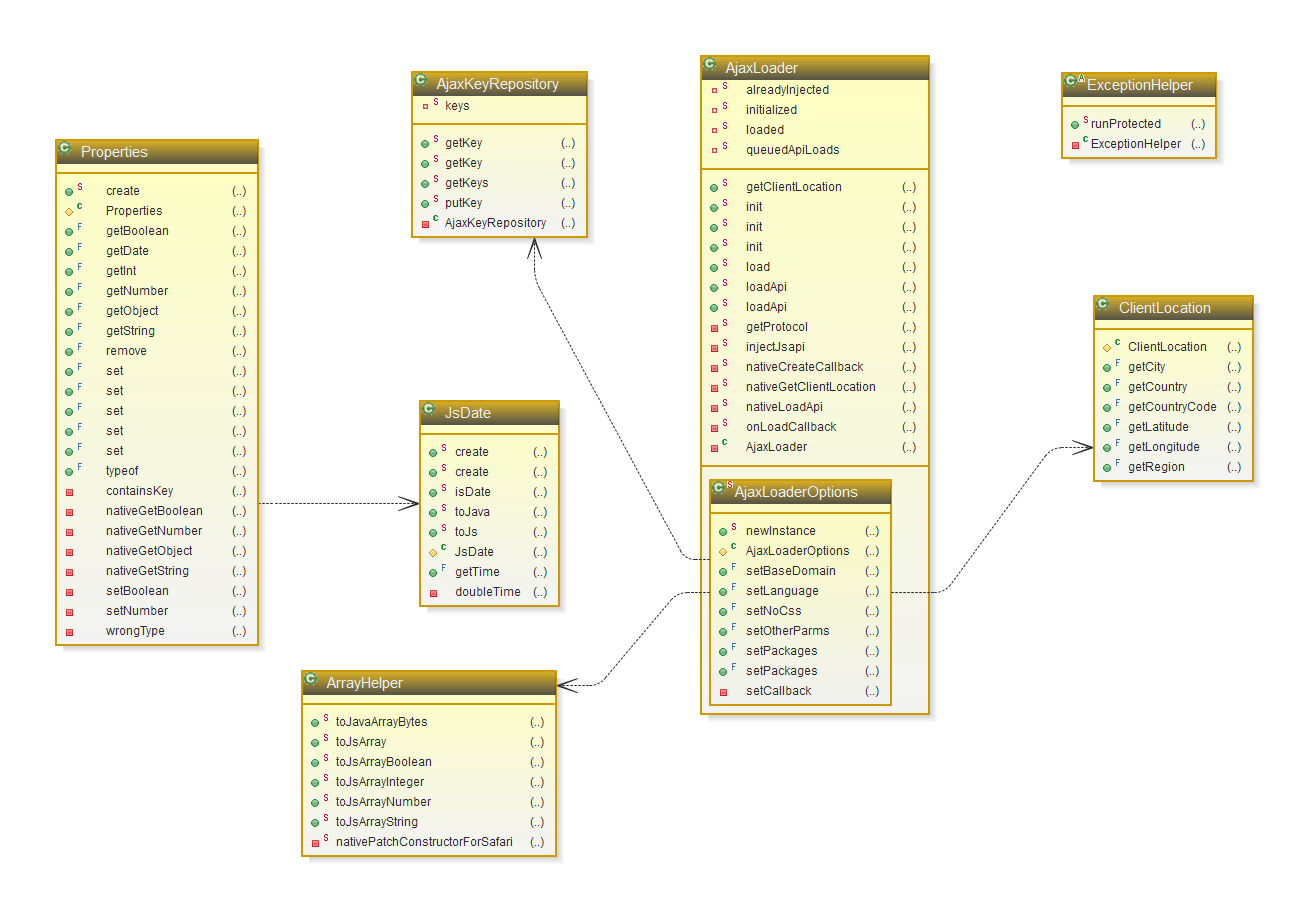 Properties
create (..)
Properties (..)
getBoolean (..)
getDate (..)
getInt (..)
getNumber (..)
getObject (..)
getString (..)
remove (..)
set (..)
set (..)
set (..)
set (..)
set (..)
typeof (..)
containsKey (..)
nativeGetBoolean (..)
nativeGetNumber (..)
nativeGetObject (..)
nativeGetString (..)
setBoolean (..)
setNumber (..)
wrongType (..)
AjaxKeyRepository
keys
getKey (..)
getKey (..)
getKeys (..)
putKey (..)
AjaxKeyRepository (..)
JsDate
create (..)
create (..)
isDate (..)
toJava (..)
toJs (..)
JsDate (..)
getTime (..)
doubleTime (..)
ArrayHelper
toJavaArrayBytes (..)
toJsArray (..)
toJsArrayBoolean (..)
toJsArrayInteger (..)
toJsArrayNumber (..)
toJsArrayString (..)
nativePatchConstructorForSafari (..)
AjaxLoader
alreadyInjected
initialized
loaded
queuedApiLoads
getClientLocation (..)
init (..)
init (..)
init (..)
load (..)
loadApi (..)
loadApi (..)
getProtocol (..)
injectJsapi (..)
nativeCreateCallback (..)
nativeGetClientLocation (..)
nativeLoadApi (..)
onLoadCallback (..)
AjaxLoader (..)
AjaxLoaderOptions
newInstance (..)
AjaxLoaderOptions (..)
setBaseDomain (..)
setLanguage (..)
setNoCss (..)
setOtherParms (..)
setPackages (..)
setPackages (..)
setCallback (..)
ExceptionHelper
runProtected (..)
ExceptionHelper (..)
ClientLocation
ClientLocation (..)
getCity (..)
getCountry (..)
getCountryCode (..)
getLatitude (..)
getLongitude (..)
getRegion (..)